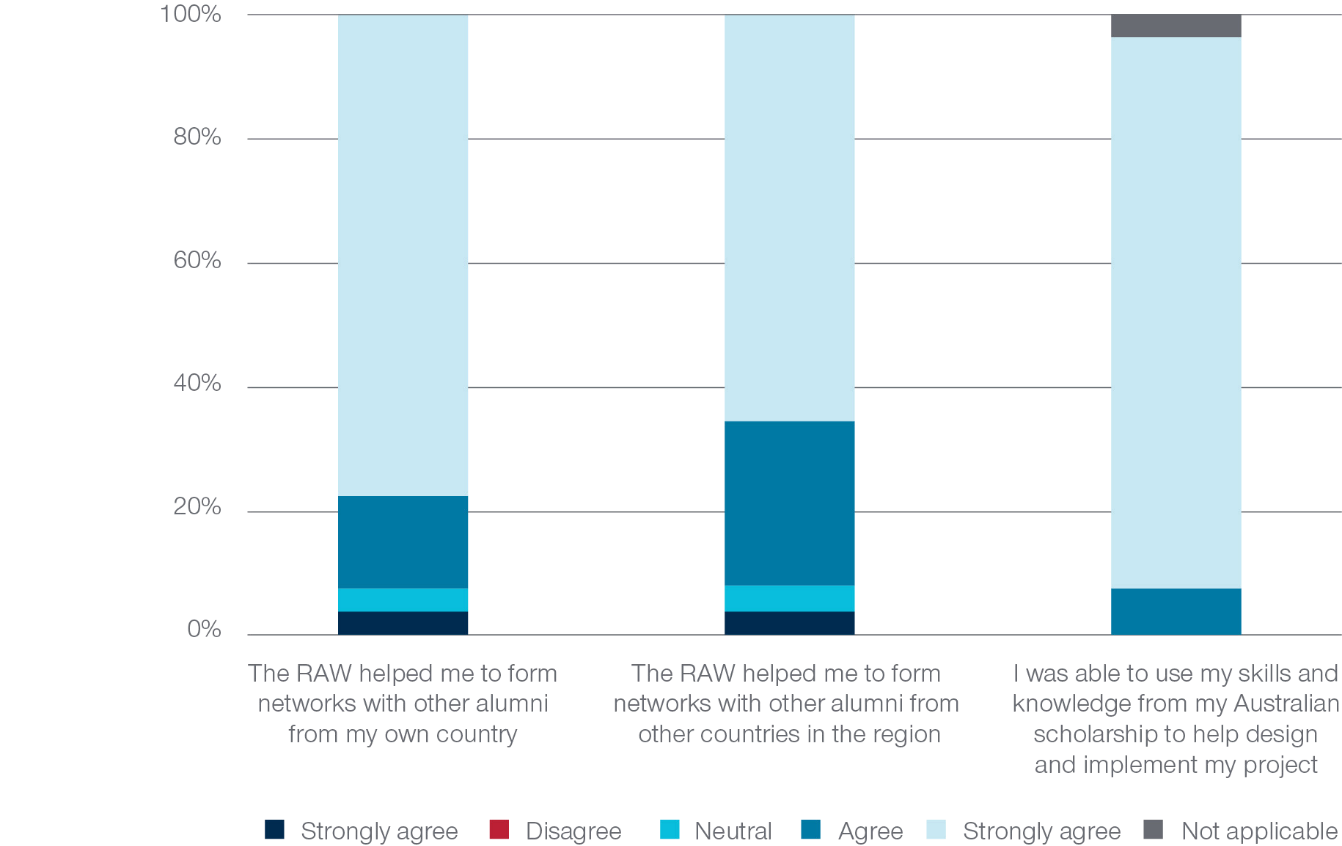 100%
80%
60%
40%
20%
0%
The RAW helped me to form
networks with other alumni
from my own country
The RAW helped me to form
networks with other alumni from
other countries in the region
I was able to use my skills and
knowledge from my Australian
scholarship to help design
and implement my project
Strongly agree Disagree Neutral Agree Strongly agree Not applicable